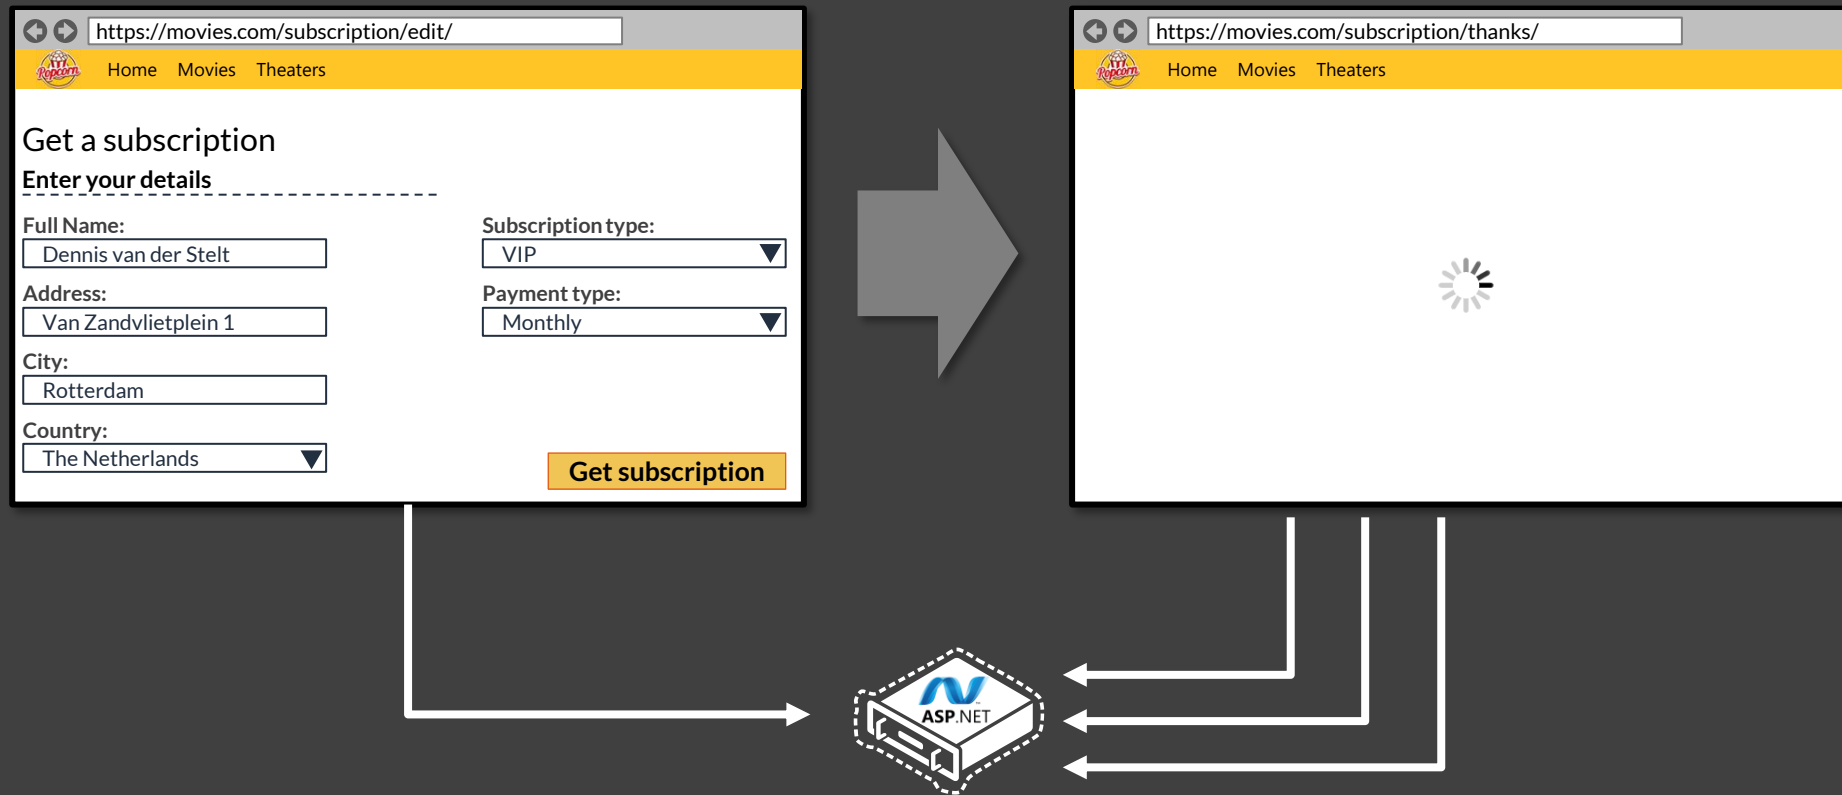 https://movies.com/subscription/edit/
Popcorn Home Movies Theaters
Get a subscription
Enter your details
Full Name:
Dennis van der Stelt
Address:
Van Zandvlietplein 1
City:
Rotterdam
Country:
The Netherlands
Subscription type:
VIP
Payment type:
Monthly
Get subscription
https://movies.com/subscription/thanks/
Popcorn Home Movies Theaters
ASP.NET